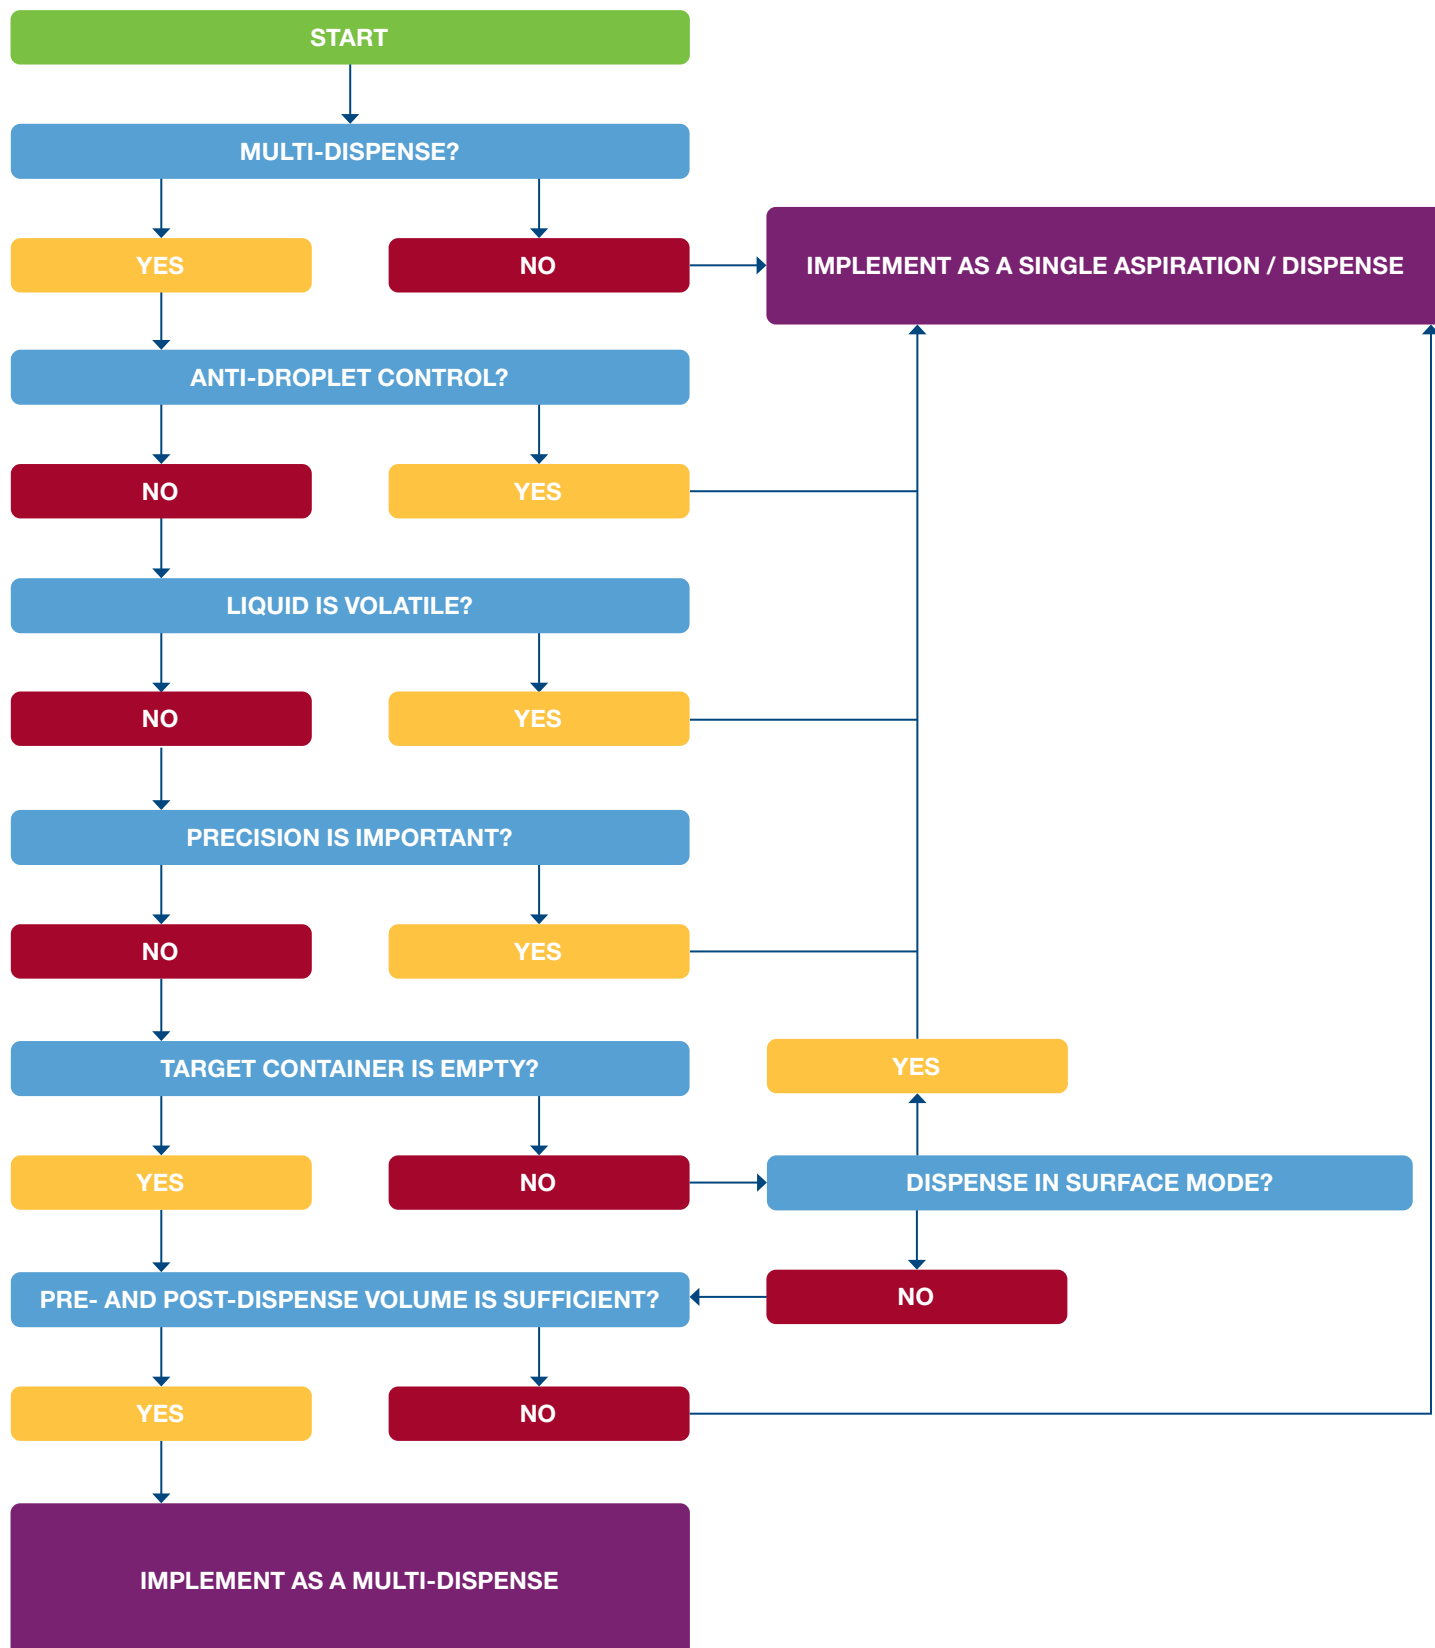 START
MULTI-DISPENSE?
YES
NO
IMPLEMENT AS A SINGLE ASPIRATION / DISPENSE
ANTI-DROPLET CONTROL?
NO
YES
LIQUID IS VOLATILE?
NO
YES
PRECISION IS IMPORTANT?
NO
YES
TARGET CONTAINER IS EMPTY?
YES
YES
NO
DISPENSE IN SURFACE MODE?
PRE- AND POST-DISPENSE VOLUME IS SUFFICIENT?
NO
YES
NO
IMPLEMENT AS A MULTI-DISPENSE